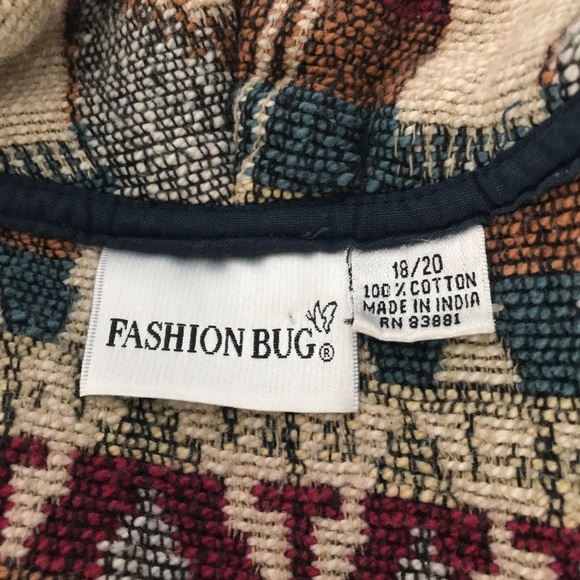 FASHION BUG®
18/20
100% COTTON
MADE IN INDIA
RN 83881